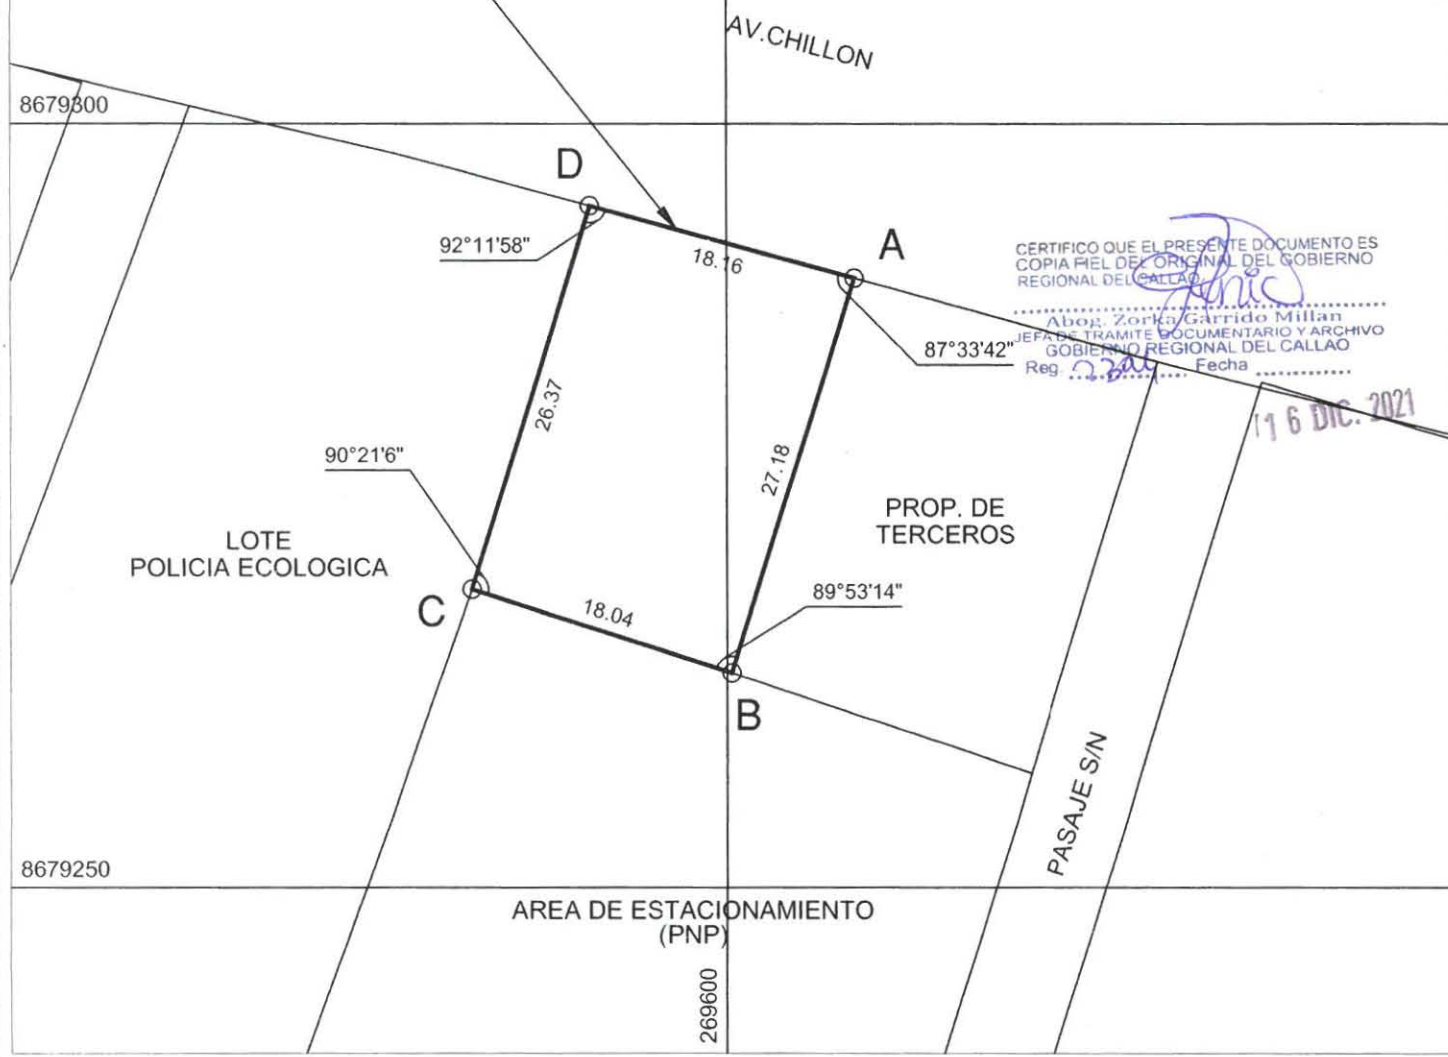 AV.CHILLON
8679300
D
92°11'58"
18.16
A
CERTIFICO QUE EL PRESENTE DOCUMENTO ES
COPIA FIEL DEL ORIGINAL DEL GOBIERNO
REGIONAL DEL CALLAO
Abog. Zorka Garrido Millan
JEFA DE TRAMITE DOCUMENTARIO Y ARCHIVO
GOBIERNO REGIONAL DEL CALLAO
Reg. Fecha
16 DIC. 2021
87°33'42"
26.37
90°21'6"
27.18
PROP. DE
TERCEROS
LOTE
POLICIA ECOLOGICA
89°53'14"
C
18.04
B
PASAJE S/N
8679250
AREA DE ESTACIONAMIENTO
(PNP)
269600